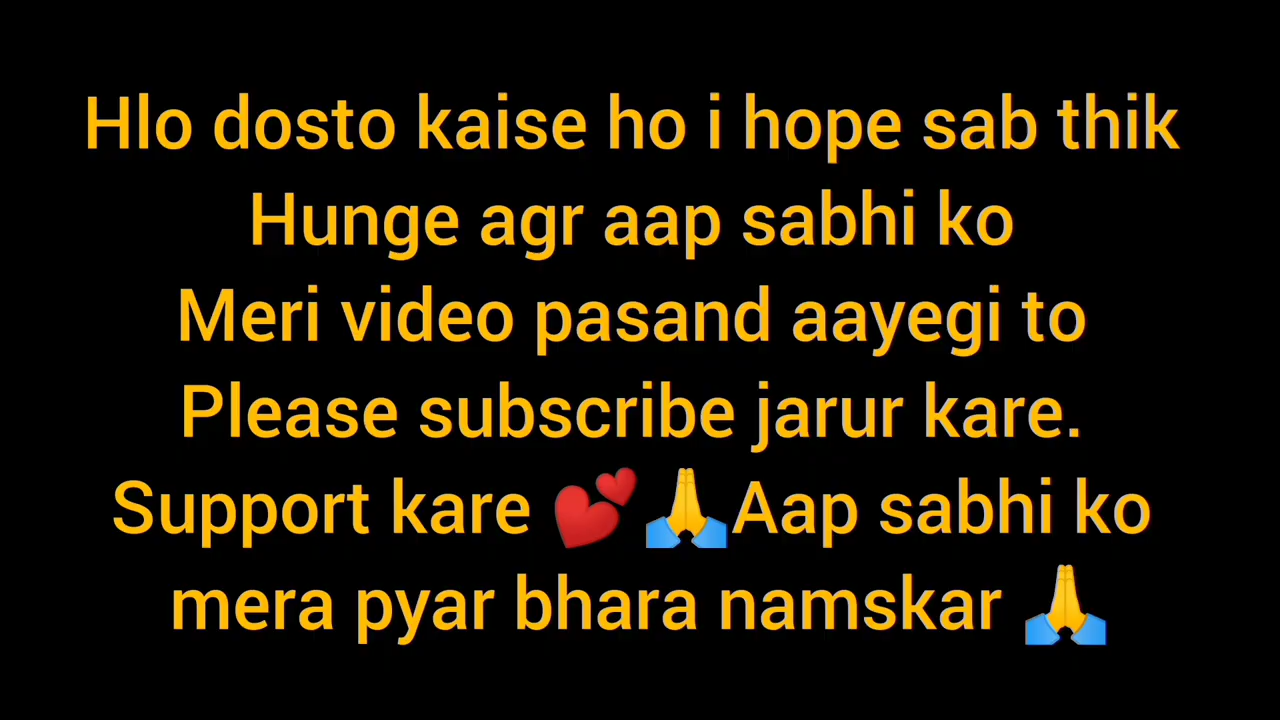 Hlo dosto kaise ho i hope sab thik
Hunge agr aap sabhi ko
Meri video pasand aayegi to
Please subscribe jarur kare.
Support kare 💕🙏Aap sabhi ko
mera pyar bhara namskar 🙏